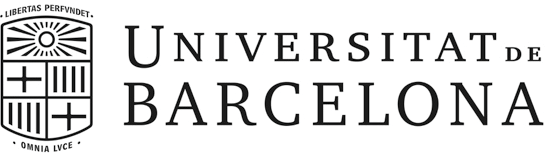 · LIBERTAS PERFVNDET ·
UNIVERSITAT DE
BARCELONA
· OMNIA LVCE ·